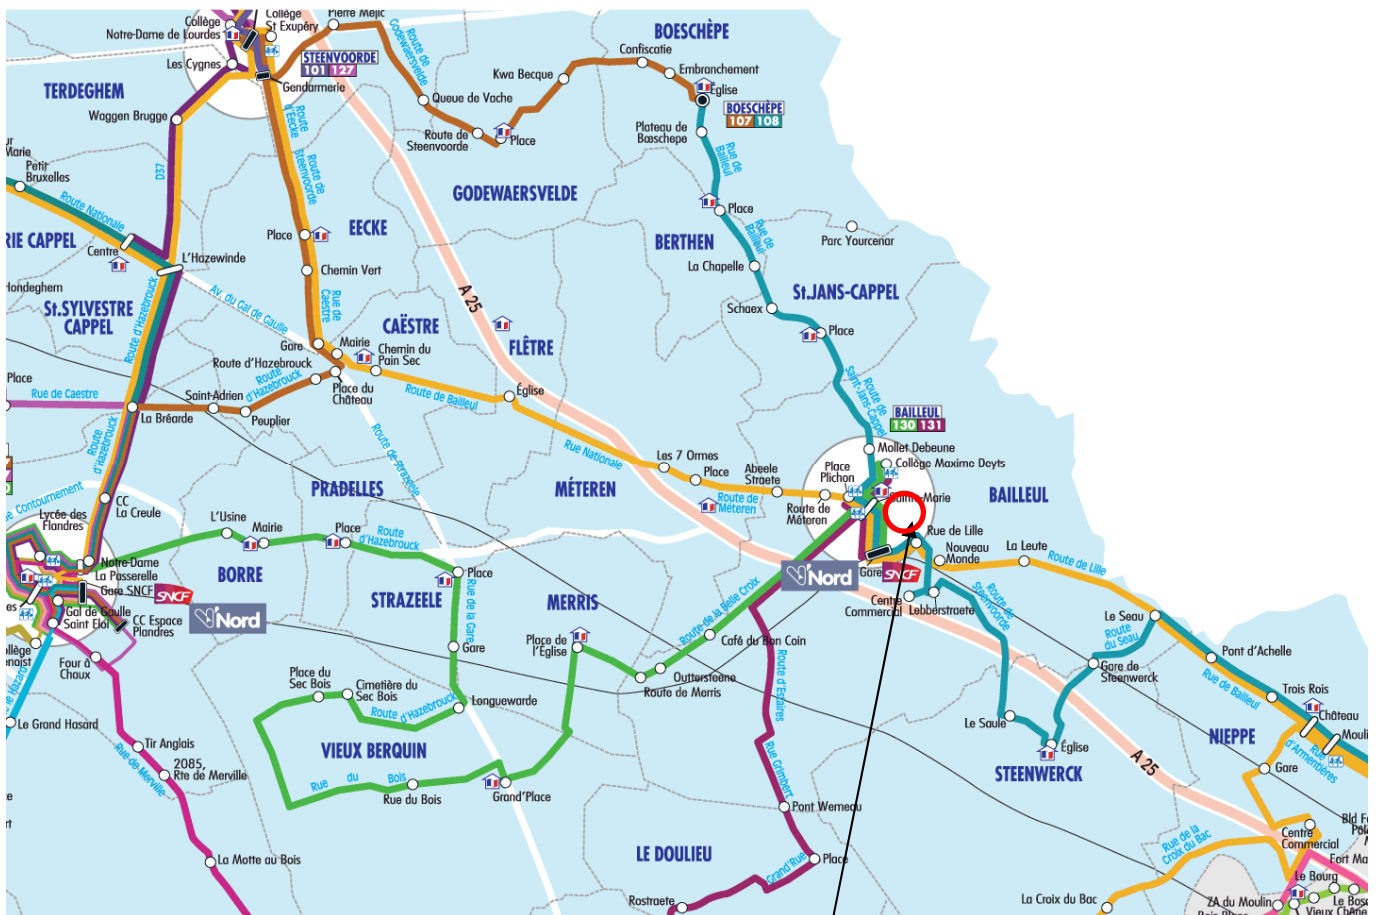 Collège
St Exupéry
Pierre Mejic
Collège
Notre-Dame de Lourdes
Les Cygnes
STEENVOORDE
101 127
Gendarmerie
Route de
Godewaersvelde
BOESCHÈPE
Confiscatie
Embranchement
Kwa Becque
Église
BOESCHÈPE
107 108
TERDEGHEM
Waggen Brugge
Route
d'Eecke
Queue de Vache
Route de
Steenvoorde
Place
Plateau de
Bœschepe
Rue de
Bailleul
Marie
Petit
Bruxelles
D37
Route de
Steenvoorde
GODEWAERSVELDE
Route Nationale
Place
EECKE
Place
Rue de
Bailleul
Parc Yourcenar
RIE CAPPEL
Centre
L'Hazewinde
BERTHEN
La Chapelle
Chemin Vert
Hondeghem
Av. du Gal de Gaulle
Rue de
Caestre
A 25
St.JANS-CAPPEL
Schaex
St.SYLVESTRE
CAPPEL
Route d'Hazebrouck
CAËSTRE
FLÊTRE
Place
Gare
Mairie
Chemin du
Pain Sec
Route d'Hazebrouck
Place
Rue de Caestre
Saint-Adrien
Route
d'Hazebrouck
Place du
Château
Route de Bailleul
Église
Route de
Saint-Jans-Cappel
La Bréarde
Peuplier
BAILLEUL
130 131
Route
d'Hazebrouck
Route de Strazeele
Rue Nationale
Mollet Debeune
Les 7 Ormes
Place
Abeele
Straete
Place
Plichon
Collège Maxime Deyts
Contournement
CC
La Creule
PRADELLES
MÉTEREN
Route de
Méteren
Route de
Méteren
Sainte-Marie
BAILLEUL
Lycée des
Flandres
L'Usine
Mairie
Place
Route
d'Hazebrouck
Rue de Lille
Nouveau
Monde
La Leute
Route de Lille
Notre-Dame
La Passerelle
Gare SNCF
SNCF
BORRE
Place
STRAZEELE
Rue de la Gare
MERRIS
Nord
Gare
SNCF
Centre
Commercial
Lebberstraete
Route de
Steenvoorde
Gal de Gaulle
Saint Eloi
CC Espace
Flandres
Nord
Route de la Belle Croix
Le Seau
Route
du Seau
Place de
l'Église
Café du Bon Coin
Four à
Chaux
Gare
Outtersteene
Route de Merris
Route d'Estaires
Gare de
Steenwerck
Pont d'Achelle
Rue de Bailleul
Trois Rois
Place du
Sec Bois
Cimetière du
Sec Bois
Route d'Hazebrouck
Longuewarde
Le Grand Hasard
Le Saule
Château
Tir Anglais
VIEUX BERQUIN
Église
STEENWERCK
NIEPPE
Rue
d'Armentières
2085,
Rte de Merville
Rue de Merville
Rue du Bois
Rue du Bois
Grand'Place
Rue Grimbert
A 25
Gare
Pont Wemeau
La Motte au Bois
LE DOULIEU
Grand'Rue
Place
Rue de la
Croix du Bac
Centre
Commercial
Fort Ma
Le Bourg
Rostraete
La Croix du Bac
ZA du Moulin
Vieux Chêne